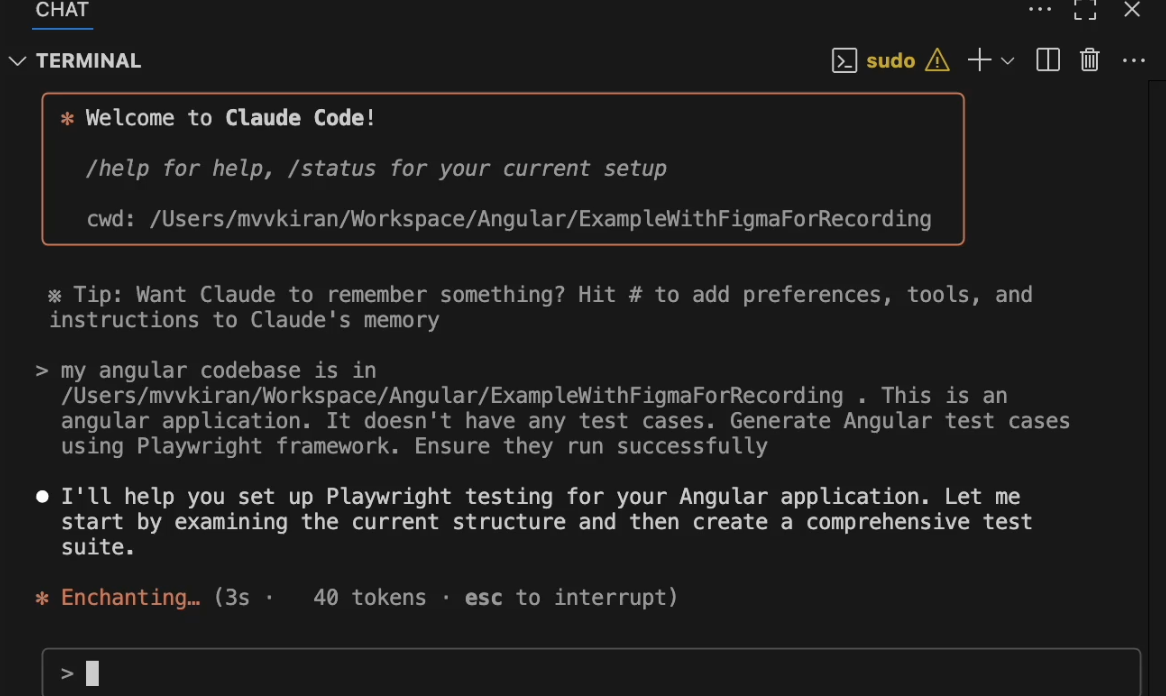 CHAT
TERMINAL
sudo
* Welcome to Claude Code!
/help for help, /status for your current setup
cwd: /Users/mvvkiran/Workspace/Angular/ExampleWithFigmaForRecording
※ Tip: Want Claude to remember something? Hit # to add preferences, tools, and
instructions to Claude's memory
> my angular codebase is in
/Users/mvvkiran/Workspace/Angular/ExampleWithFigmaForRecording . This is an
angular application. It doesn't have any test cases. Generate Angular test cases
using Playwright framework. Ensure they run successfully
● I'll help you set up Playwright testing for your Angular application. Let me
start by examining the current structure and then create a comprehensive test
suite.
* Enchanting… (3s ·   40 tokens · esc to interrupt)
>